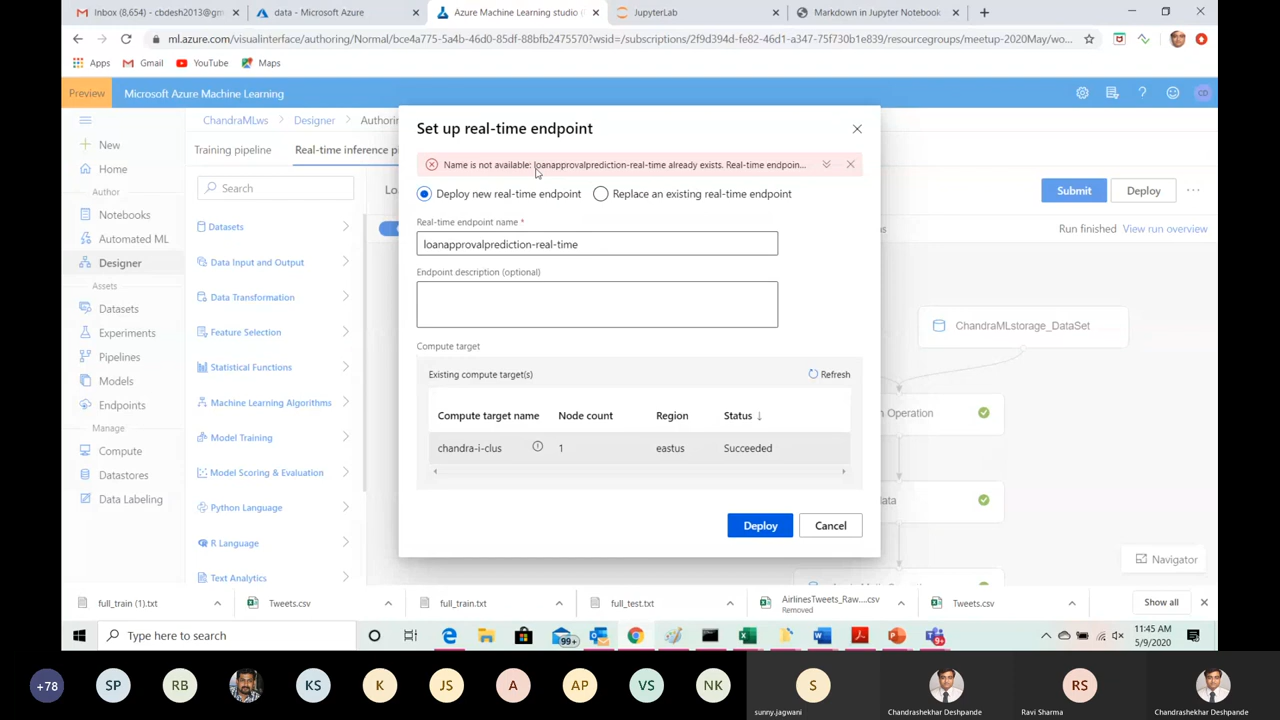 Inbox (8,654) - cbdesh2013@gm
data - Microsoft Azure
Azure Machine Learning studio (
JupyterLab
Markdown in Jupyter Notebook
ml.azure.com/visualinterface/authoring/Normal/bce4a775-5a4b-46d0-85df-88bfb2475570?wsid=/subscriptions/2f9d394d-fe82-46d1-a347-75f730b1e839/resourcegroups/meetup-2020May/wo...
Apps
Gmail
YouTube
Maps
Preview
Microsoft Azure Machine Learning
CD
New
Home
Author
Notebooks
Automated ML
Designer
Assets
Datasets
Experiments
Pipelines
Models
Endpoints
Manage
Compute
Datastores
Data Labeling
ChandraMLws
Designer
Authori
Training pipeline
Real-time inference pi
Search
Datasets
Data Input and Output
Data Transformation
Feature Selection
Statistical Functions
Machine Learning Algorithms
Model Training
Model Scoring & Evaluation
Python Language
R Language
Text Analytics
Set up real-time endpoint
Name is not available: loanapprovalprediction-real-time already exists. Real-time endpoin...
Deploy new real-time endpoint
Replace an existing real-time endpoint
Real-time endpoint name *
loanapprovalprediction-real-time
Endpoint description (optional)
Compute target
Existing compute target(s)
Refresh
Compute target name
Node count
Region
Status ↓
chandra-i-clus
1
eastus
Succeeded
Deploy
Cancel
Submit
Deploy
Run finished
View run overview
ChandraMLstorage_DataSet
Operation
Navigator
full_train (1).txt
Tweets.csv
full_train.txt
full_test.txt
AirlinesTweets_Raw....csv
Removed
Tweets.csv
Show all
Type here to search
99+
9+
11:45 AM
5/9/2020
+78
SP
RB
KS
K
JS
A
AP
VS
NK
S
RS
sunny.jagwani
Chandrashekhar Deshpande
Ravi Sharma
Chandrashekhar Deshpande